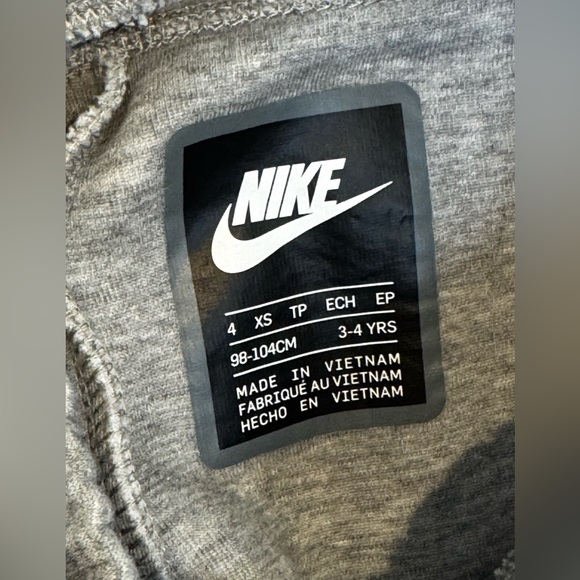 NIKE
4 XS TP ECH EP
98-104CM 3-4 YRS
MADE IN VIETNAM
FABRIQUÉ AU VIETNAM
HECHO EN VIETNAM